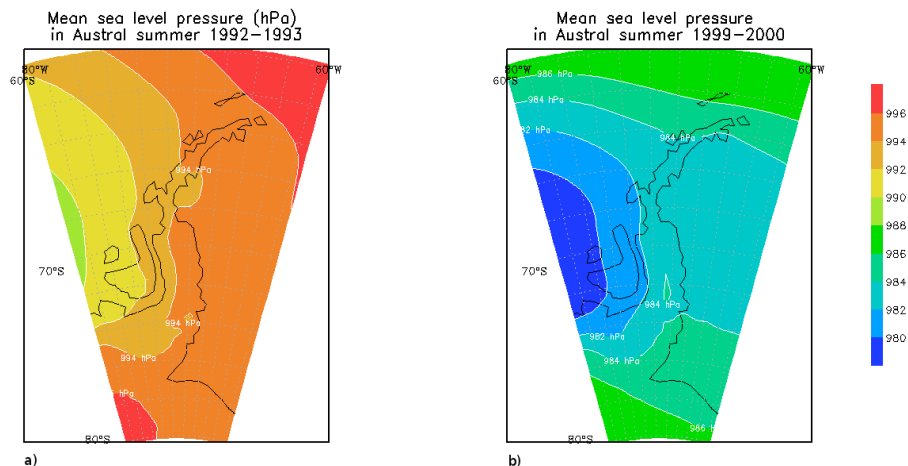 Mean sea level pressure (hPa)
in Austral summer 1992-1993
80°W
60°W
60°S
994 hPa
70°S
994 hPa
994 hPa
hPa
80°S
a)
Mean sea level pressure
in Austral summer 1999-2000
80°W
60°W
60°S
986 hPa
984 hPa
982 hPa
984 hPa
70°S
984 hPa
982 hPa
984 hPa
986 hPa
80°S
b)
996
994
992
990
988
986
984
982
980